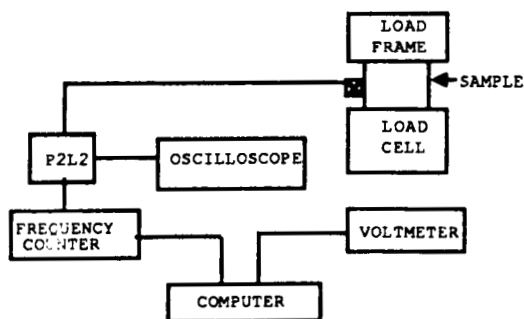 LOAD
FRAME
SAMPLE
LOAD
CELL
P2L2
OSCILLOSCOPE
FREQUENCY
COUNTER
VOLTMETER
COMPUTER